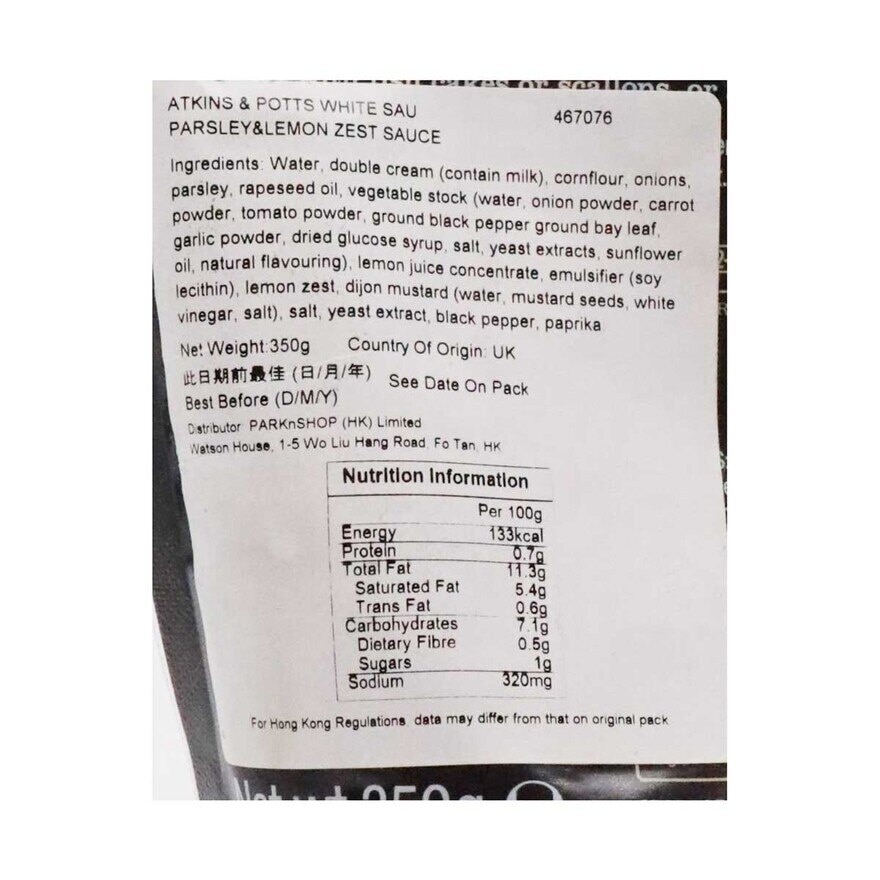 cakes or scallops, or
ATKINS & POTTS WHITE SAU
467076
PARSLEY&LEMON ZEST SAUCE
Ingredients: Water, double cream (contain milk), cornflour, onions,
parsley, rapeseed oil, vegetable stock (water, onion powder, carrot
powder, tomato powder, ground black pepper ground bay leaf,
garlic powder, dried glucose syrup, salt, yeast extracts, sunflower
oil, natural flavouring), lemon juice concentrate, emulsifier (soy
lecithin), lemon zest, dijon mustard (water, mustard seeds, white
vinegar, salt), salt, yeast extract, black pepper, paprika
Net Weight:350g Country Of Origin: UK
此日期前最佳 (日/月/年) See Date On Pack
Best Before (D/M/Y)
Distributor PARKnSHOP (HK) Limited
Watson House, 1-5 Wo Liu Hang Road, Fo Tan, HK
Nutrition Information
Per 100g
Energy 133kcal
Protein 0.7g
Total Fat 11.3g
Saturated Fat 5.4g
Trans Fat 0.6g
Carbohydrates 7.1g
Dietary Fibre 0.5g
Sugars 1g
Sodium 320mg
For Hong Kong Regulations data may differ from that on original pack
Net wt 350g